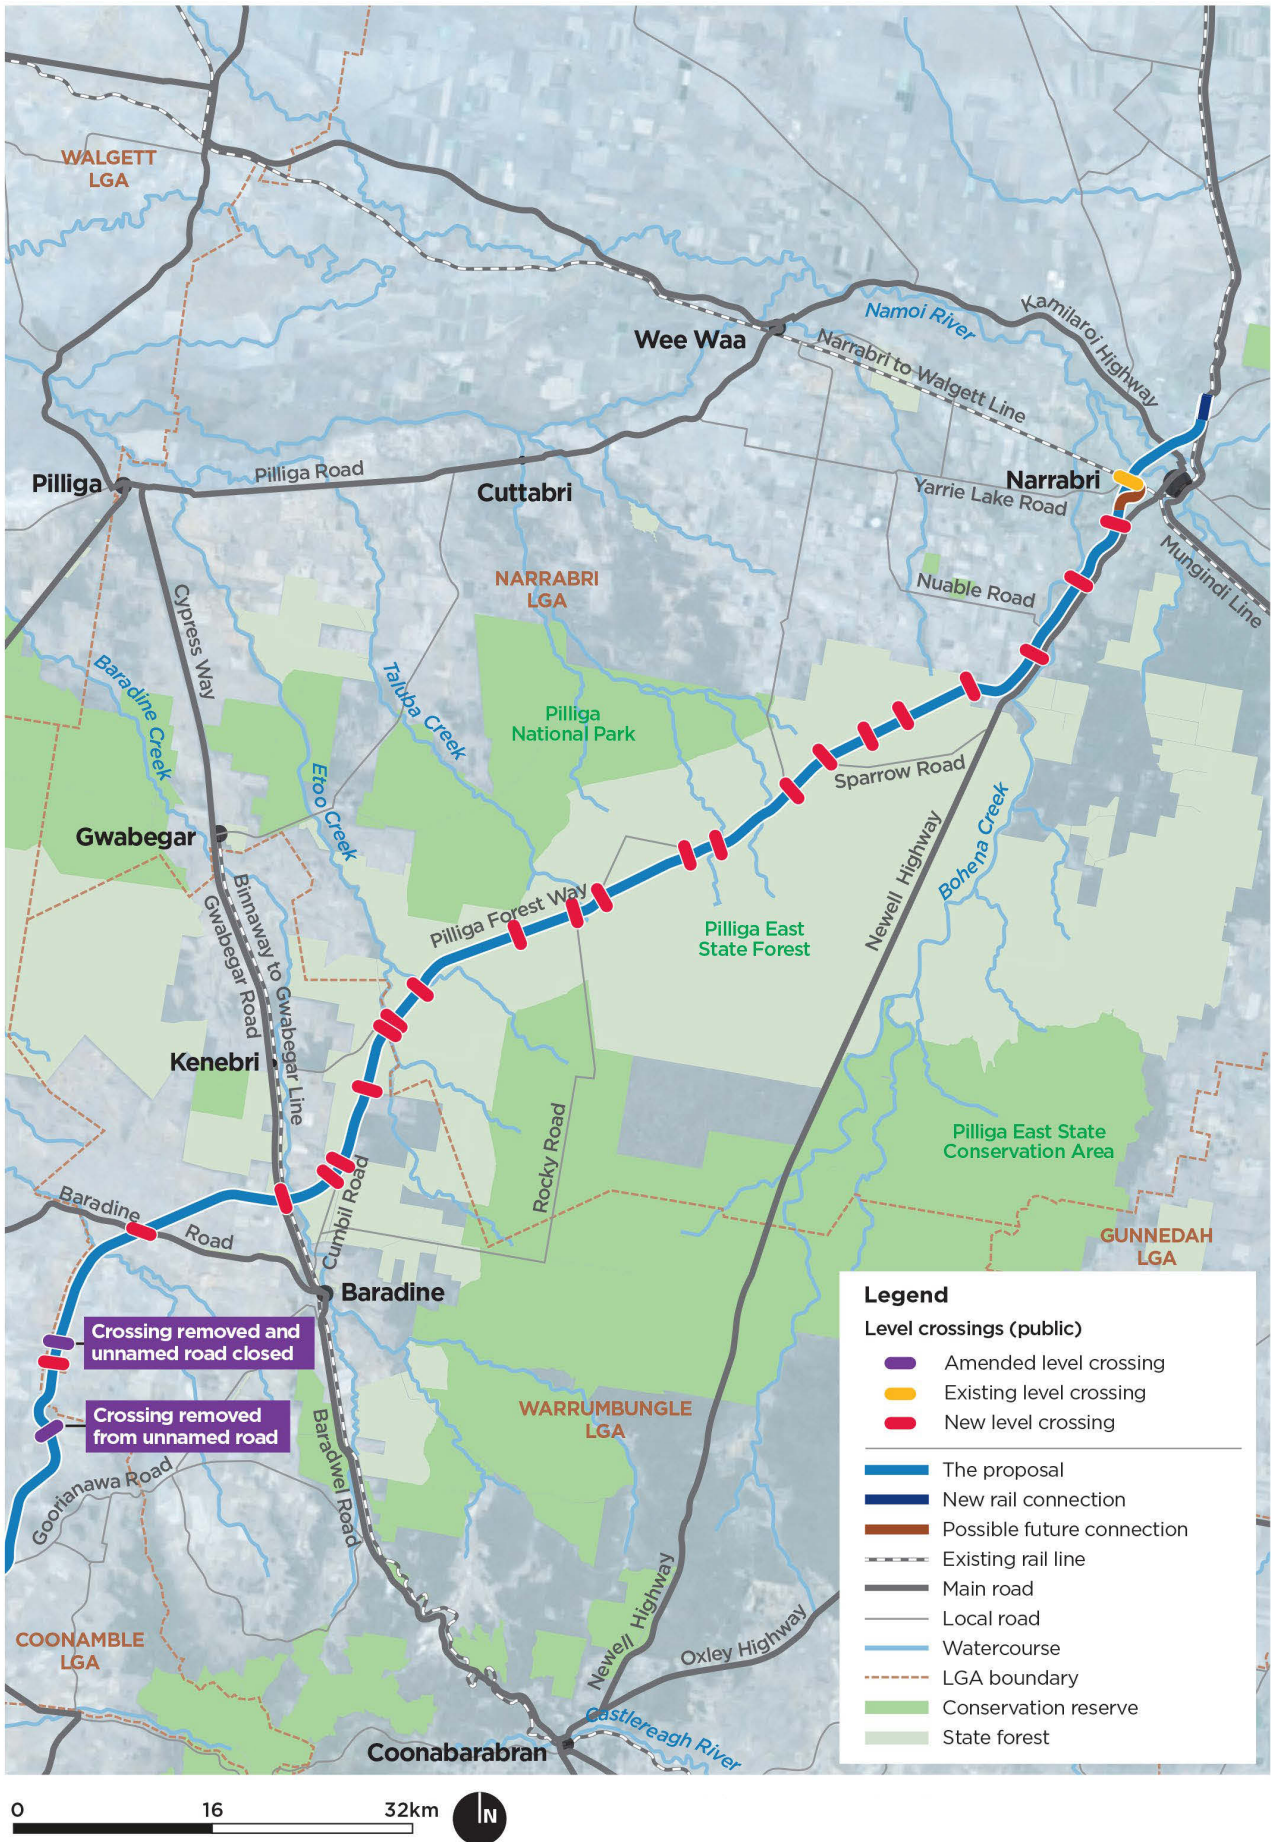 WALGETT
LGA
Namoi River
Kamilaroi Highway
Wee Waa
Narrabri to Walgett Line
Pilliga Road
Pilliga
Cuttabri
Narrabri
Yarrie Lake Road
NARRABRI
LGA
Nuable Road
Mungindi Line
Cypress Way
Baradine Creek
Taluba Creek
Pilliga
National Park
Etoo Creek
Sparrow Road
Gwabegar
Newell Highway
Bohena Creek
Binnaway to Gwabegar Line
Gwabegar Road
Pilliga Forest Way
Pilliga East
State Forest
Kenebri
Rocky Road
Pilliga East State
Conservation Area
Cumbil Road
Baradine
Road
GUNNEDAH
LGA
Baradine
Crossing removed and
unnamed road closed
Crossing removed
from unnamed road
WARRUMBUNGLE
LGA
Baradwel Road
Goorianawa Road
COONAMBLE
LGA
Newell Highway
Oxley Highway
Castlereagh River
Coonabarabran
Legend
Level crossings (public)
Amended level crossing
Existing level crossing
New level crossing
The proposal
New rail connection
Possible future connection
Existing rail line
Main road
Local road
Watercourse
LGA boundary
Conservation reserve
State forest
0 16 32km
N